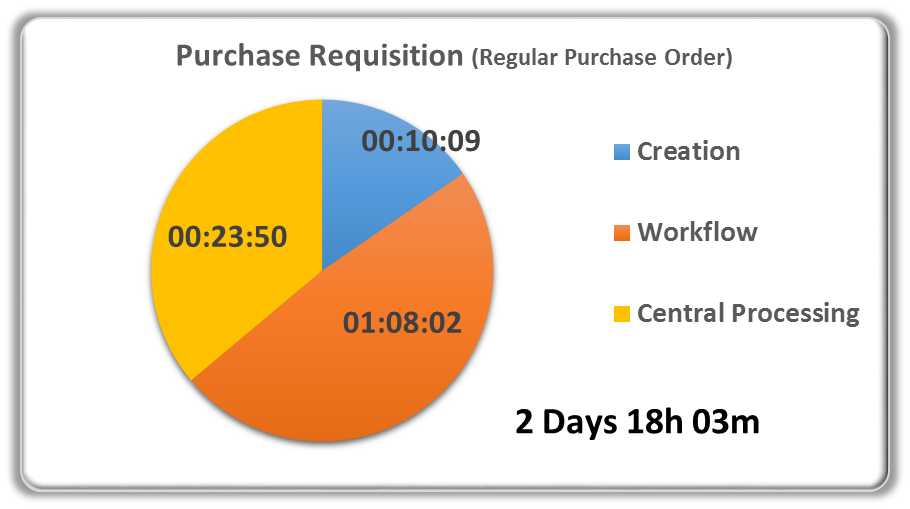 Purchase Requisition (Regular Purchase Order)
00:10:09
Creation
00:23:50
Workflow
01:08:02
Central Processing
2 Days 18h 03m